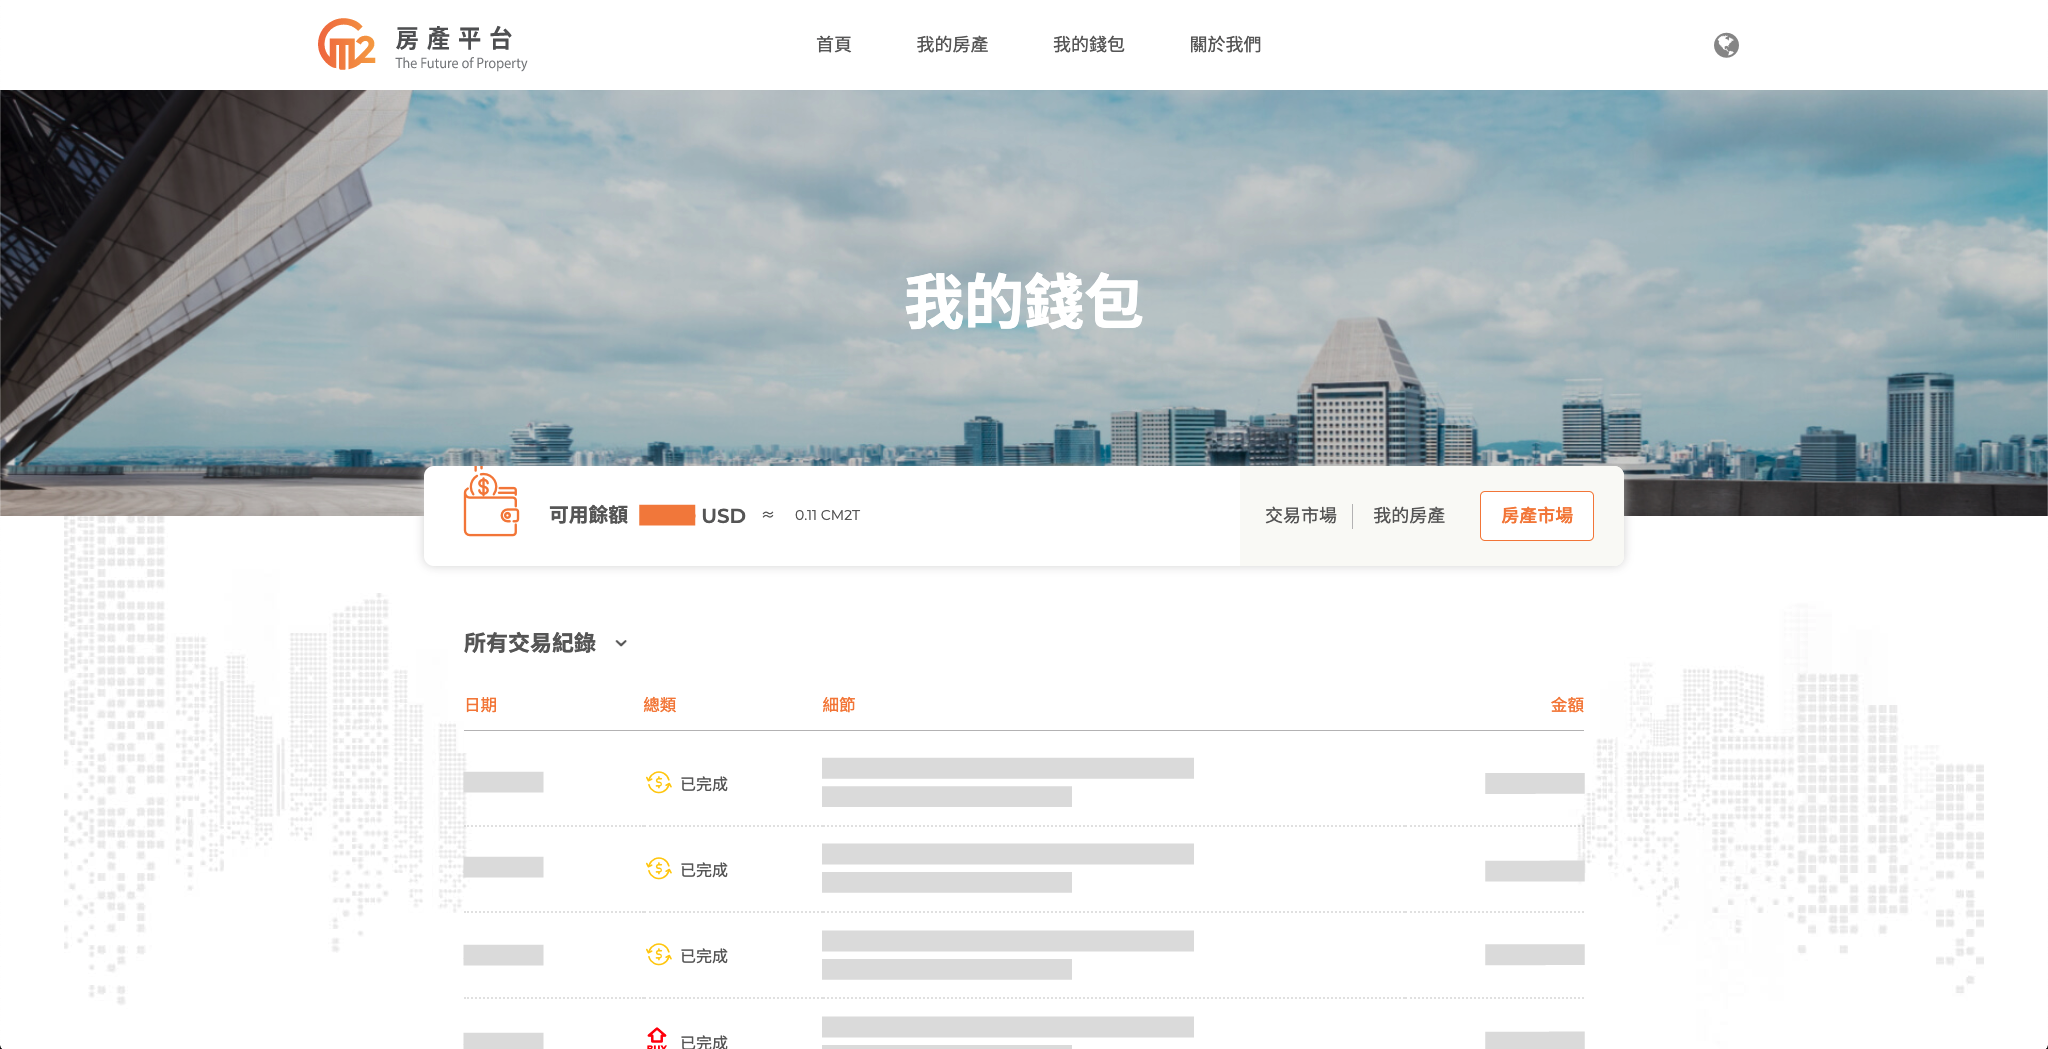 房產平台
The Future of Property
首頁
我的房產
我的錢包
關於我們
我的錢包
可用餘額 USD ≈ 0.11 CM2T
交易市場
我的房產
房產市場
所有交易紀錄
日期 總類 細節 金額
已完成
已完成
已完成
BUY 已完成